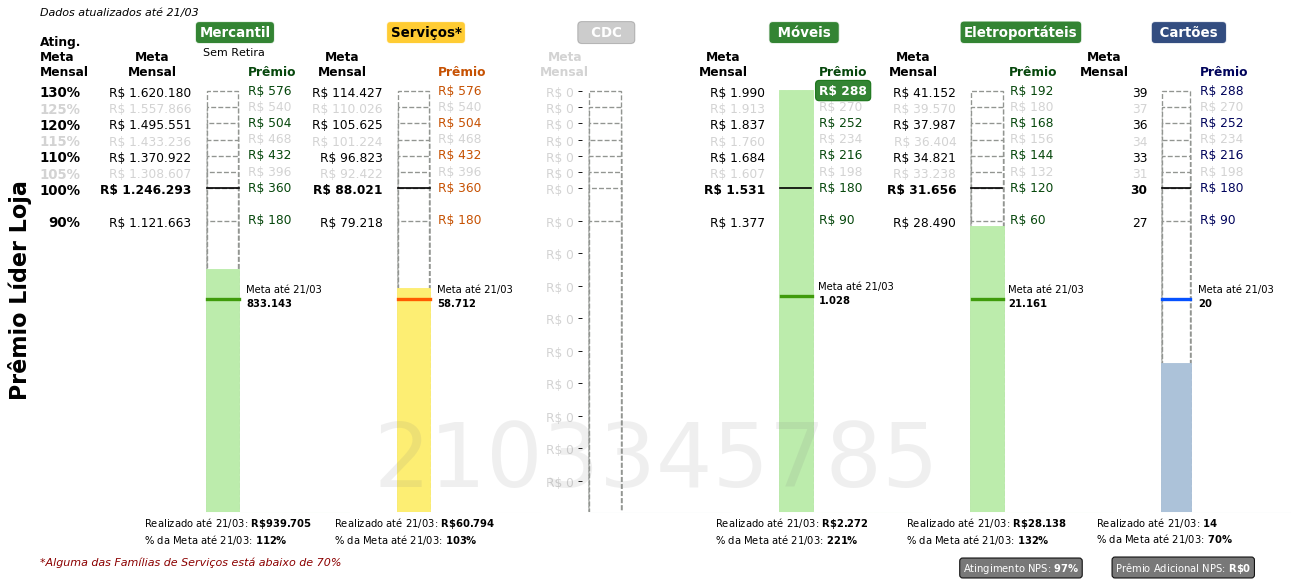 Dados atualizados até 21/03
Mercantil Serviços* CDC Móveis Eletroportáteis Cartões
Sem Retira
Ating. Meta Mensal
Meta Mensal Prêmio Meta Mensal Prêmio Meta Mensal Meta Mensal Prêmio Meta Mensal Prêmio Meta Mensal Prêmio
130% R$ 1.620.180 R$ 576 R$ 114.427 R$ 576 R$ 0 R$ 1.990 R$ 288 R$ 41.152 R$ 192 39 R$ 288
125% R$ 1.557.866 R$ 540 R$ 110.026 R$ 540 R$ 0 R$ 1.913 R$ 270 R$ 39.570 R$ 180 37 R$ 270
120% R$ 1.495.551 R$ 504 R$ 105.625 R$ 504 R$ 0 R$ 1.837 R$ 252 R$ 37.987 R$ 168 36 R$ 252
115% R$ 1.433.236 R$ 468 R$ 101.224 R$ 468 R$ 0 R$ 1.760 R$ 234 R$ 36.404 R$ 156 34 R$ 234
110% R$ 1.370.922 R$ 432 R$ 96.823 R$ 432 R$ 0 R$ 1.684 R$ 216 R$ 34.821 R$ 144 33 R$ 216
105% R$ 1.308.607 R$ 396 R$ 92.422 R$ 396 R$ 0 R$ 1.607 R$ 198 R$ 33.238 R$ 132 31 R$ 198
100% R$ 1.246.293 R$ 360 R$ 88.021 R$ 360 R$ 0 R$ 1.531 R$ 180 R$ 31.656 R$ 120 30 R$ 180
90% R$ 1.121.663 R$ 180 R$ 79.218 R$ 180 R$ 0 R$ 1.377 R$ 90 R$ 28.490 R$ 60 27 R$ 90
R$ 0
R$ 0
R$ 0
R$ 0
R$ 0
R$ 0
R$ 0
R$ 0
Prêmio Líder Loja
Meta até 21/03 Meta até 21/03 Meta até 21/03 Meta até 21/03 Meta até 21/03
833.143 58.712 1.028 21.161 20
2103345785
Realizado até 21/03: R$939.705 Realizado até 21/03: R$60.794 Realizado até 21/03: R$2.272 Realizado até 21/03: R$28.138 Realizado até 21/03: 14
% da Meta até 21/03: 112% % da Meta até 21/03: 103% % da Meta até 21/03: 221% % da Meta até 21/03: 132% % da Meta até 21/03: 70%
*Alguma das Famílias de Serviços está abaixo de 70%
Atingimento NPS: 97% Prêmio Adicional NPS: R$0